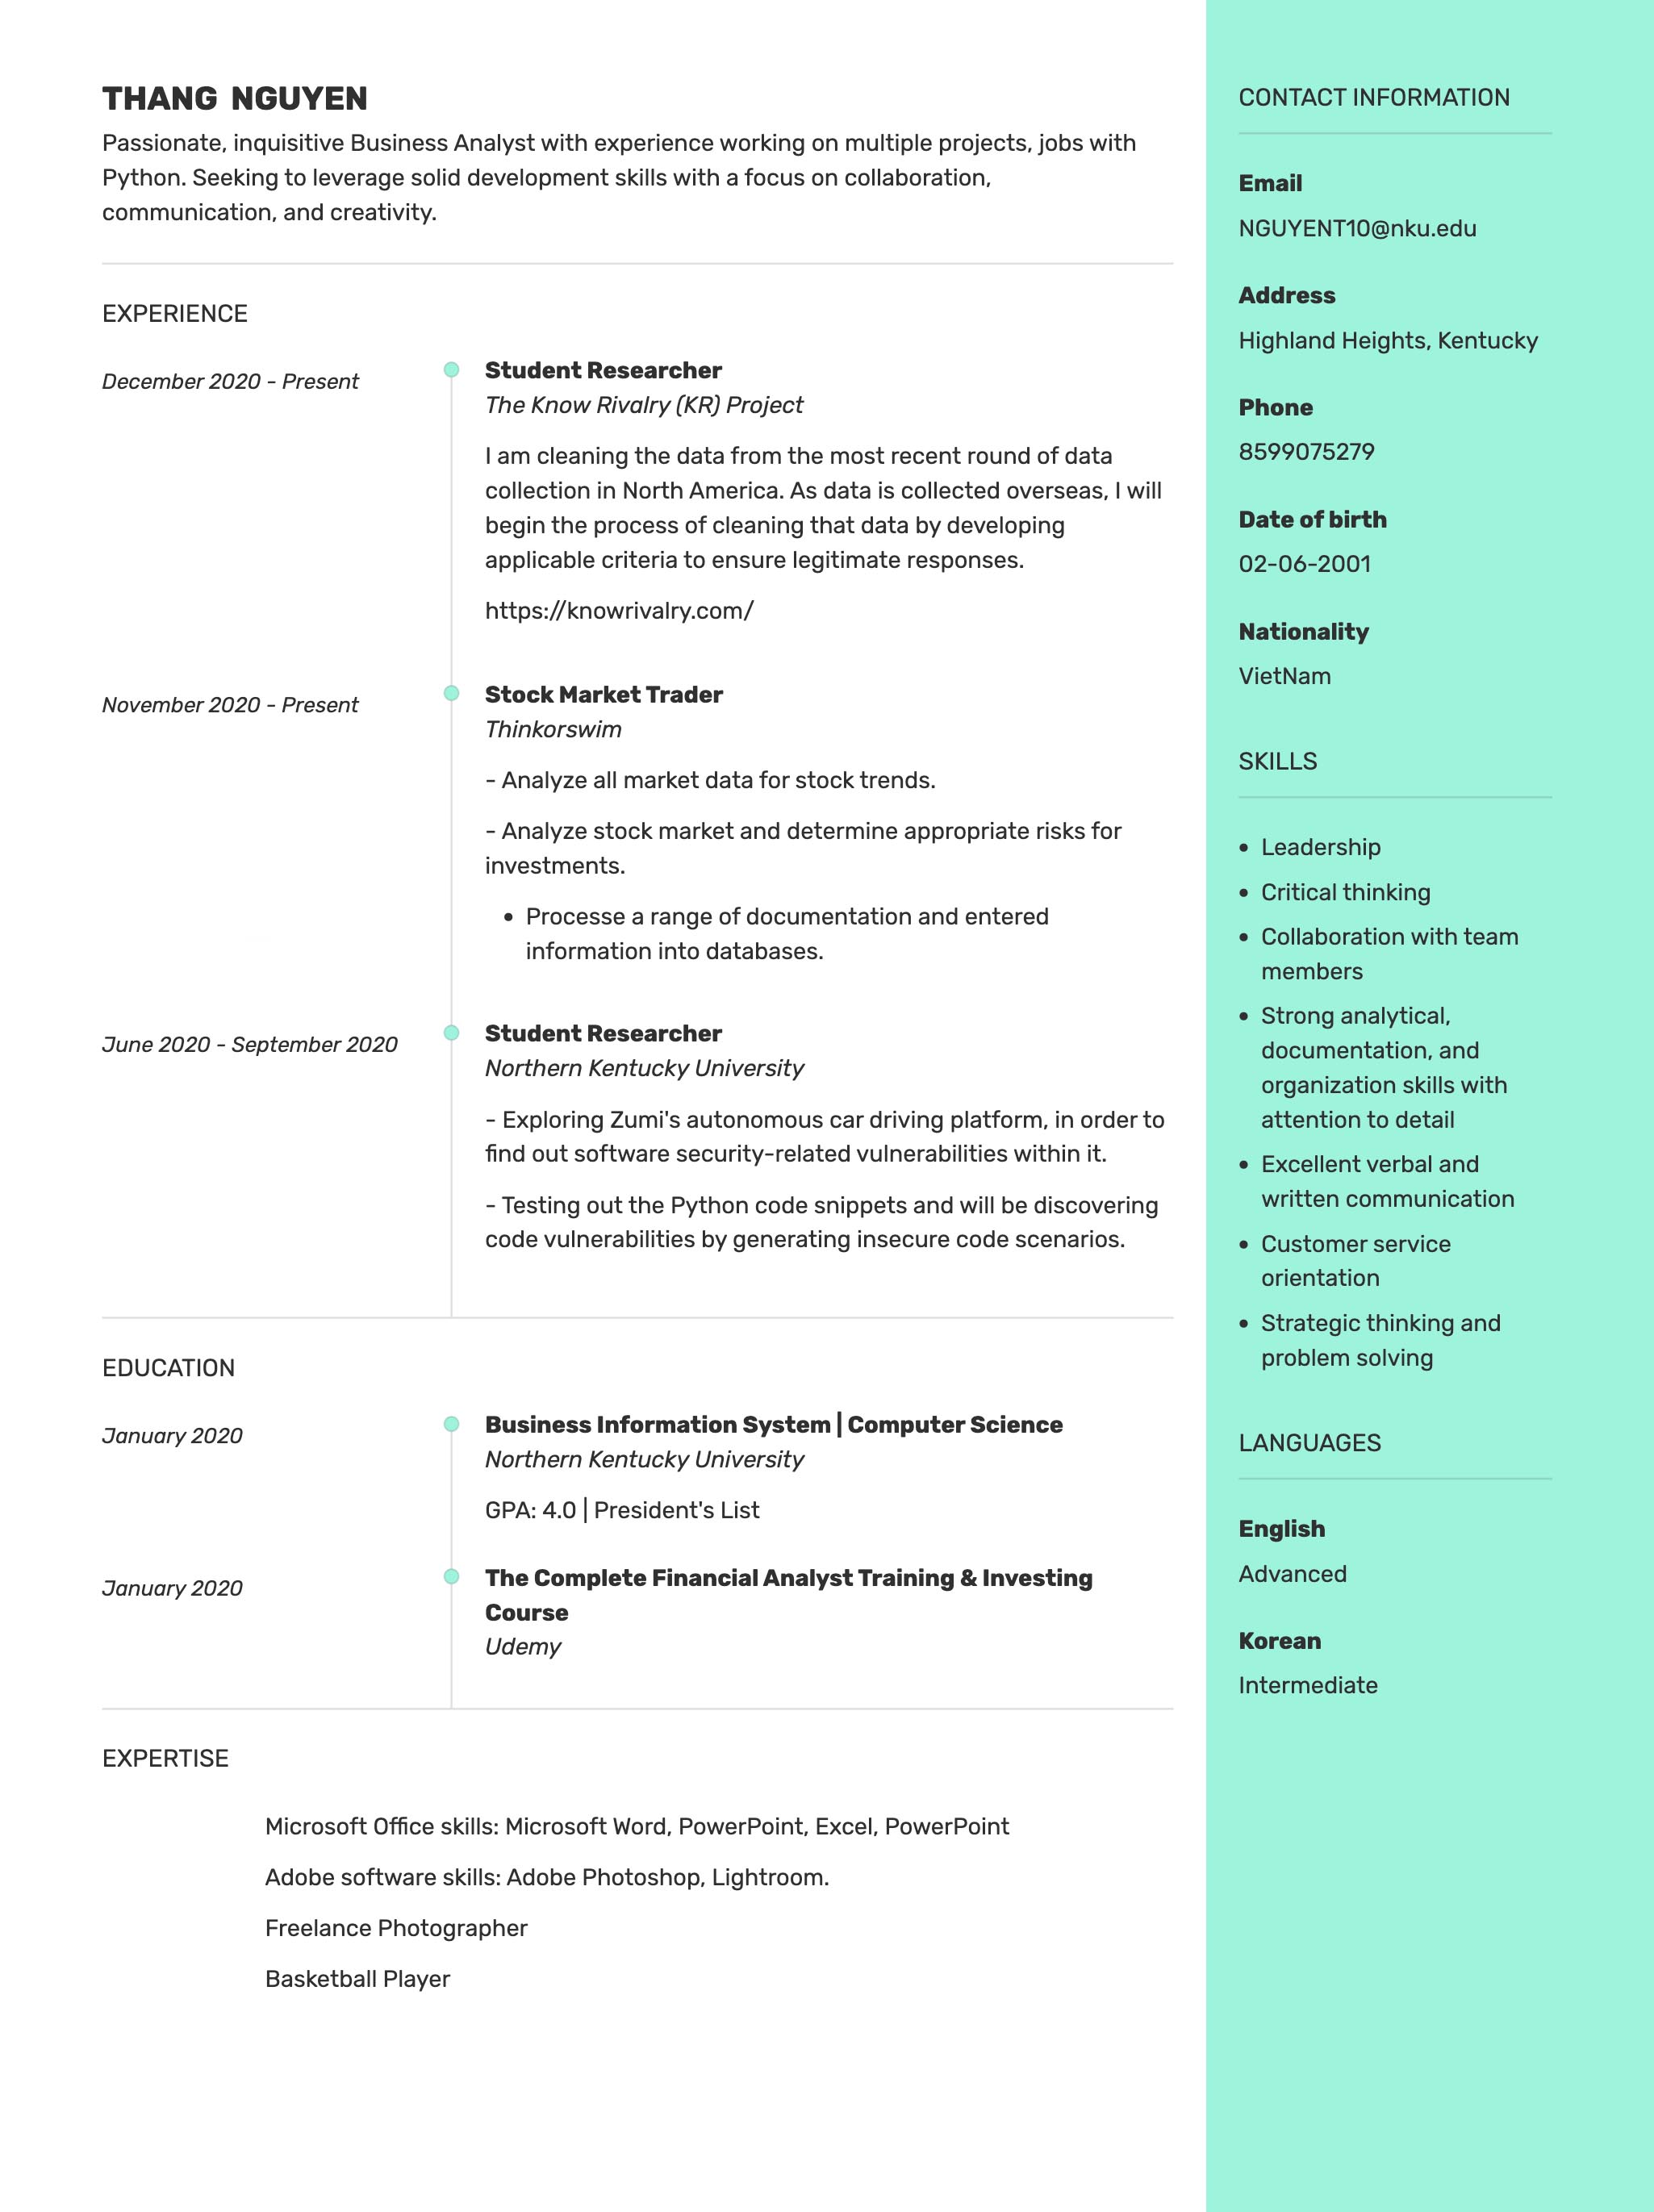 THANG NGUYEN
Passionate, inquisitive Business Analyst with experience working on multiple projects, jobs with
Python. Seeking to leverage solid development skills with a focus on collaboration,
communication, and creativity.
EXPERIENCE
December 2020 - Present
Student Researcher
The Know Rivalry (KR) Project
I am cleaning the data from the most recent round of data
collection in North America. As data is collected overseas, I will
begin the process of cleaning that data by developing
applicable criteria to ensure legitimate responses.
https://knowrivalry.com/
November 2020 - Present
Stock Market Trader
Thinkorswim
- Analyze all market data for stock trends.
- Analyze stock market and determine appropriate risks for
investments.
• Processe a range of documentation and entered
information into databases.
June 2020 - September 2020
Student Researcher
Northern Kentucky University
- Exploring Zumi's autonomous car driving platform, in order to
find out software security-related vulnerabilities within it.
- Testing out the Python code snippets and will be discovering
code vulnerabilities by generating insecure code scenarios.
EDUCATION
January 2020
Business Information System | Computer Science
Northern Kentucky University
GPA: 4.0 | President's List
January 2020
The Complete Financial Analyst Training & Investing
Course
Udemy
EXPERTISE
Microsoft Office skills: Microsoft Word, PowerPoint, Excel, PowerPoint
Adobe software skills: Adobe Photoshop, Lightroom.
Freelance Photographer
Basketball Player
CONTACT INFORMATION
Email
NGUYENT10@nku.edu
Address
Highland Heights, Kentucky
Phone
8599075279
Date of birth
02-06-2001
Nationality
VietNam
SKILLS
• Leadership
• Critical thinking
• Collaboration with team
members
• Strong analytical,
documentation, and
organization skills with
attention to detail
• Excellent verbal and
written communication
• Customer service
orientation
• Strategic thinking and
problem solving
LANGUAGES
English
Advanced
Korean
Intermediate